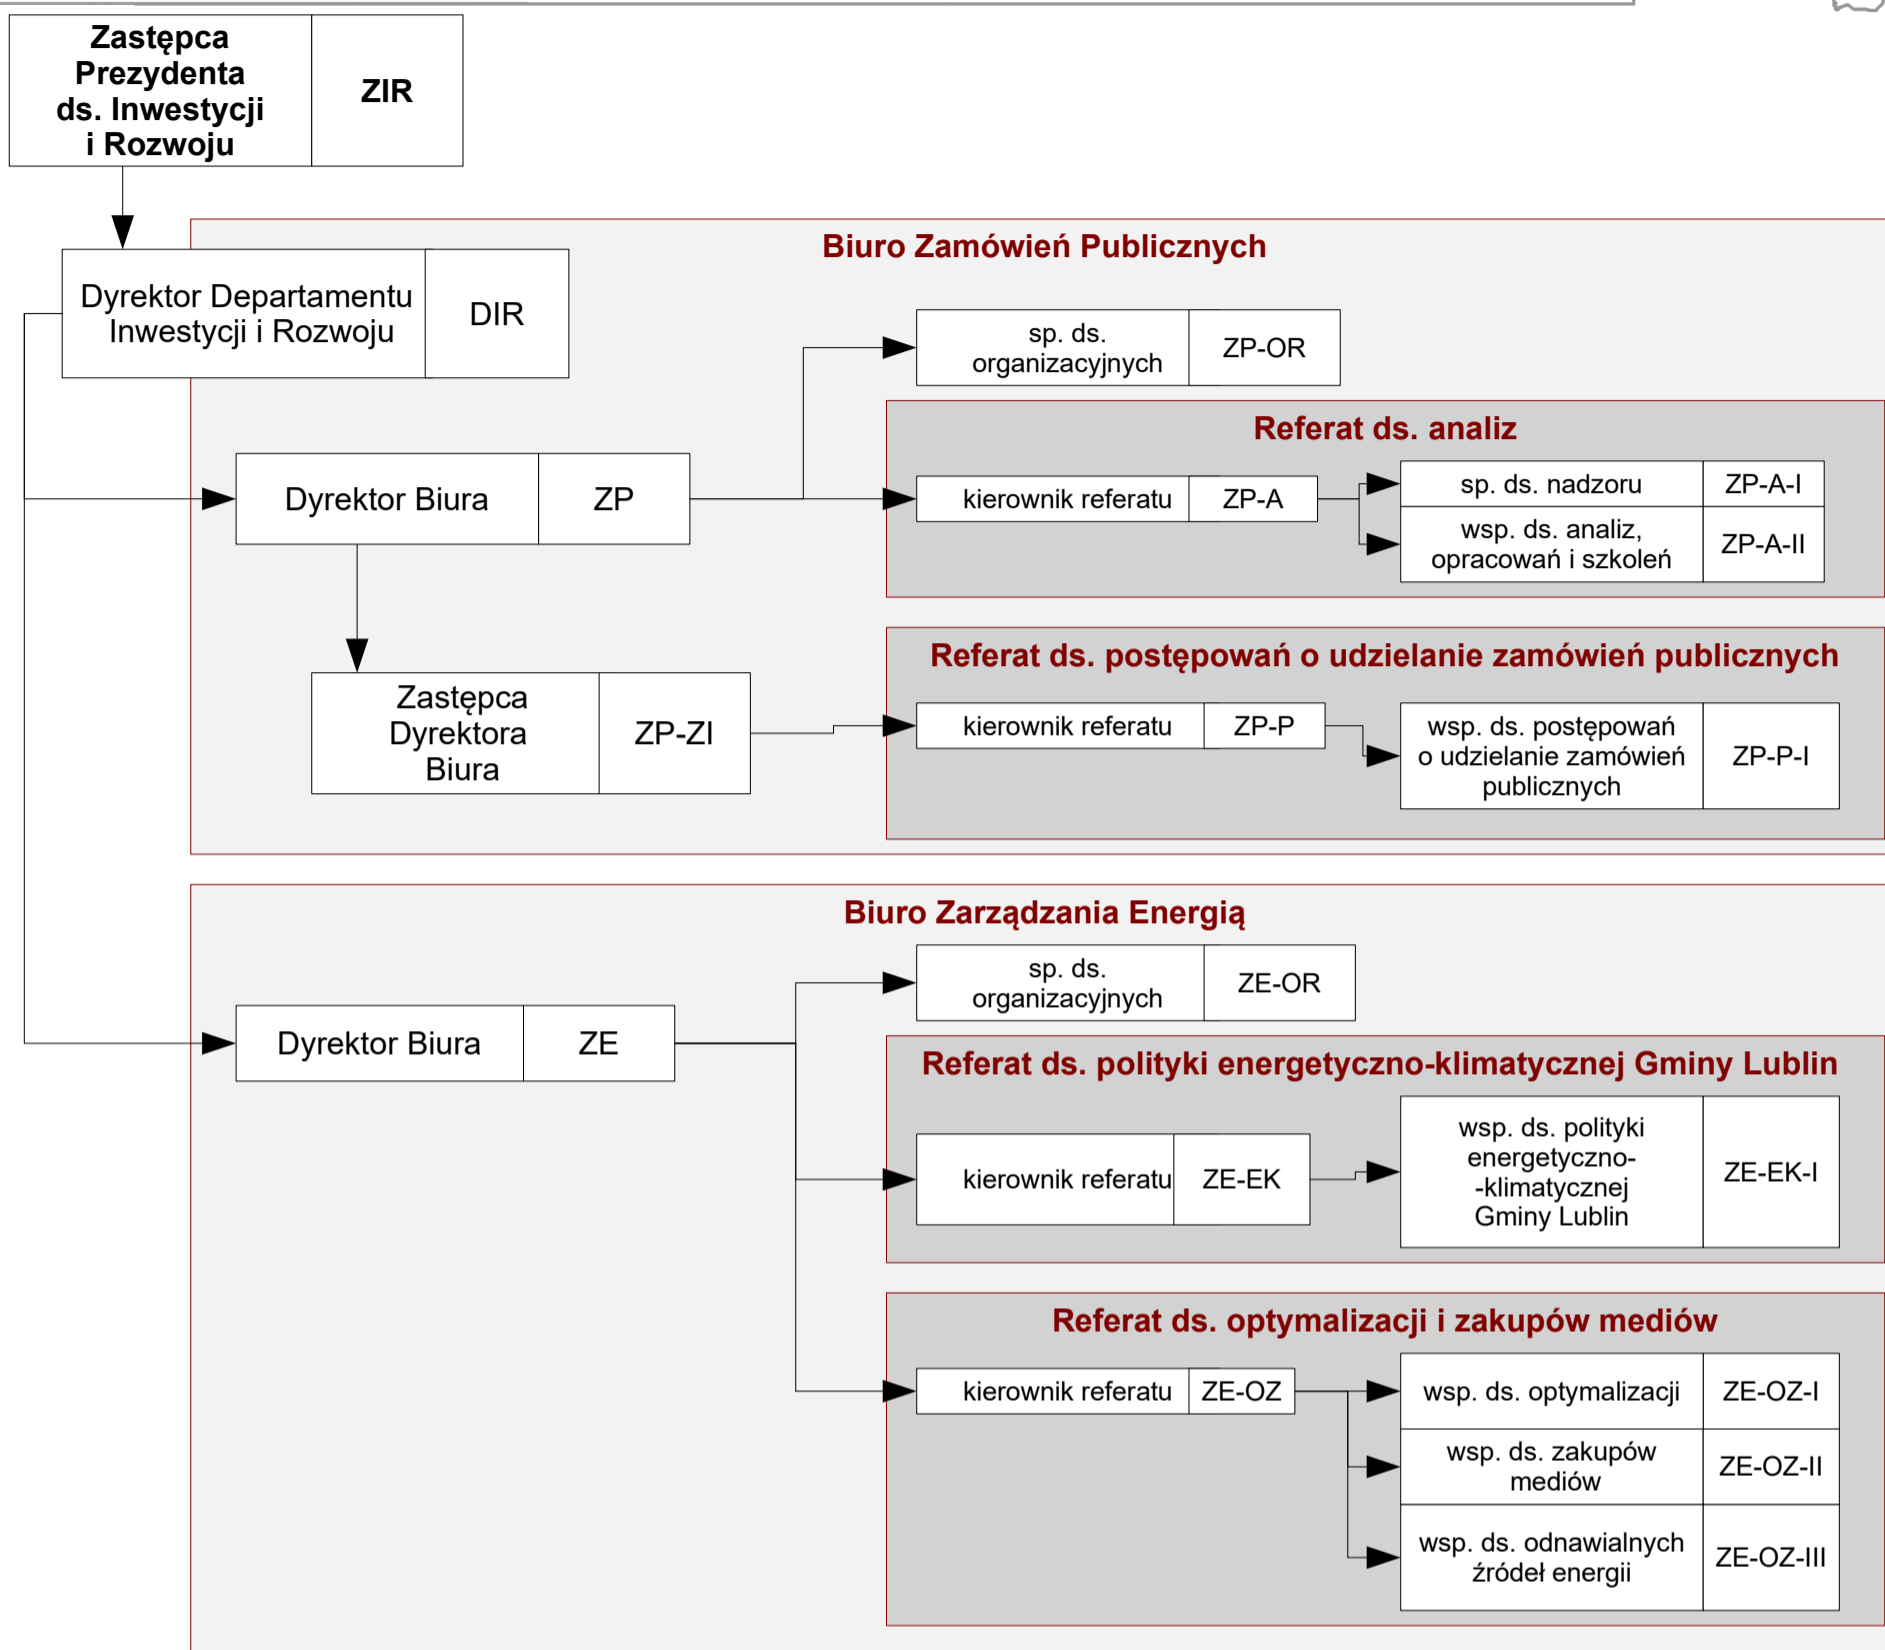 Zastępca
Prezydenta
ds. Inwestycji
i Rozwoju
ZIR
Biuro Zamówień Publicznych
Dyrektor Departamentu
Inwestycji i Rozwoju
DIR
sp. ds.
organizacyjnych
ZP-OR
Referat ds. analiz
Dyrektor Biura
ZP
kierownik referatu
ZP-A
sp. ds. nadzoru
ZP-A-I
wsp. ds. analiz,
opracowań i szkoleń
ZP-A-II
Referat ds. postępowań o udzielanie zamówień publicznych
Zastępca
Dyrektora
Biura
ZP-ZI
kierownik referatu
ZP-P
wsp. ds. postępowań
o udzielanie zamówień
publicznych
ZP-P-I
Biuro Zarządzania Energią
sp. ds.
organizacyjnych
ZE-OR
Dyrektor Biura
ZE
Referat ds. polityki energetyczno-klimatycznej Gminy Lublin
kierownik referatu
ZE-EK
wsp. ds. polityki
energetyczno-
-klimatycznej
Gminy Lublin
ZE-EK-I
Referat ds. optymalizacji i zakupów mediów
kierownik referatu
ZE-OZ
wsp. ds. optymalizacji
ZE-OZ-I
wsp. ds. zakupów
mediów
ZE-OZ-II
wsp. ds. odnawialnych
źródeł energii
ZE-OZ-III